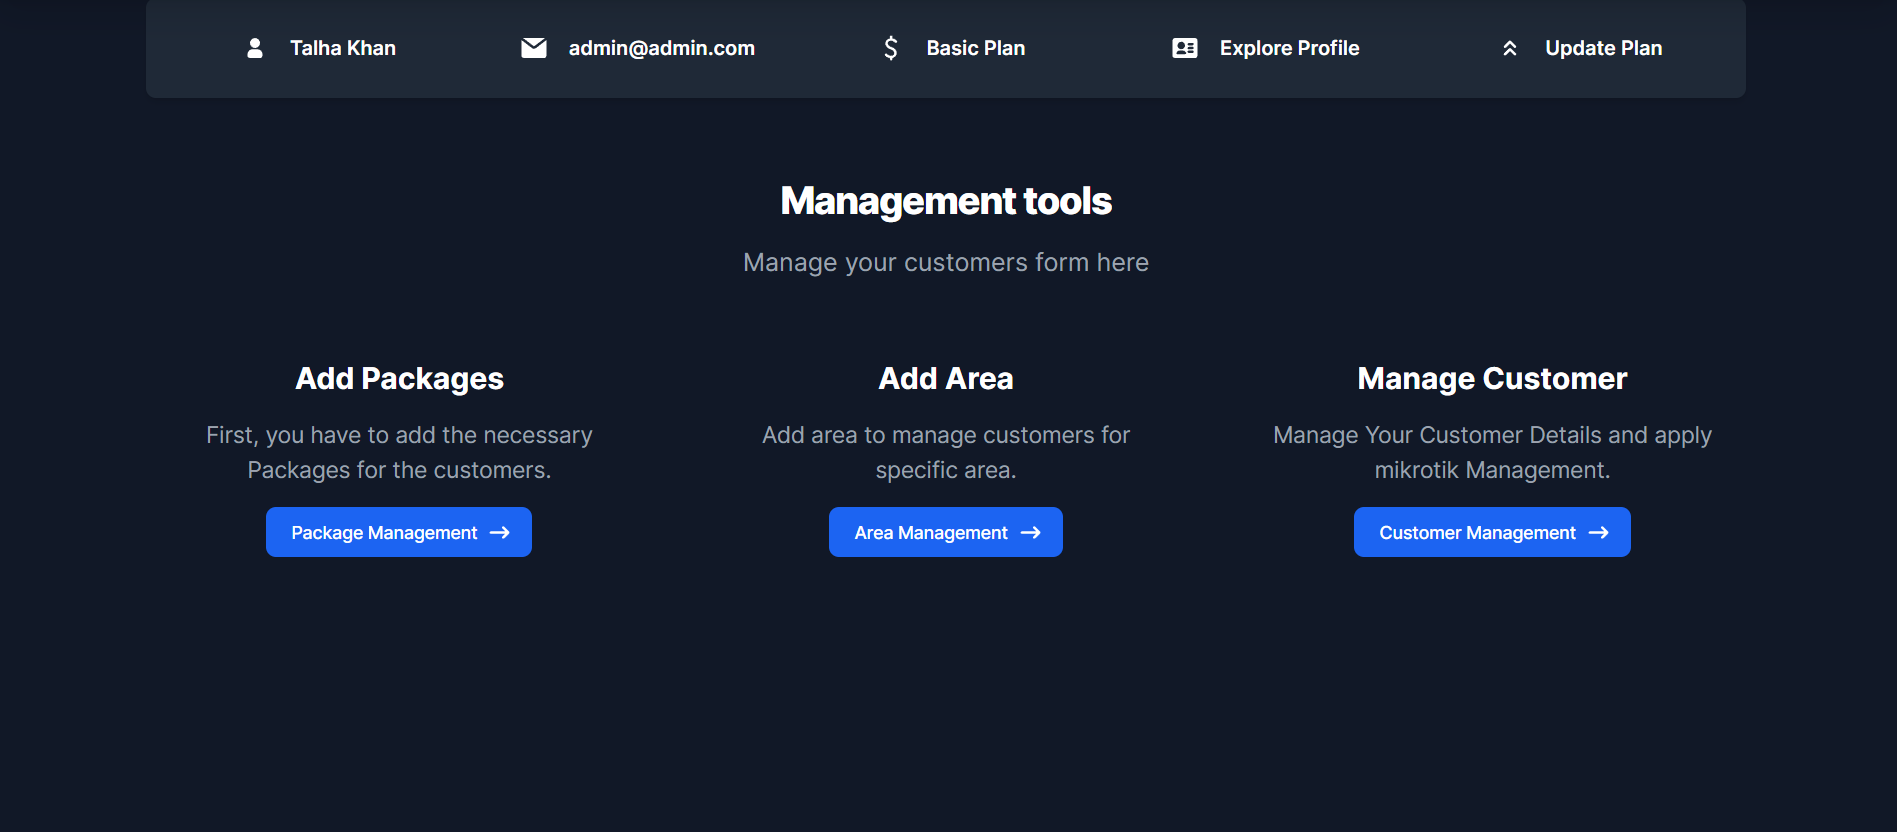 Talha Khan
admin@admin.com
$ Basic Plan
Explore Profile
Update Plan
Management tools
Manage your customers form here
Add Packages
First, you have to add the necessary
Packages for the customers.
Package Management →
Add Area
Add area to manage customers for
specific area.
Area Management →
Manage Customer
Manage Your Customer Details and apply
mikrotik Management.
Customer Management →